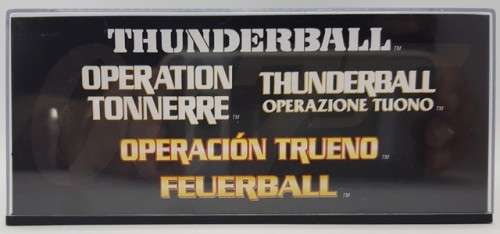 THUNDERBALL™
OPERATION
TONNERRE™
THUNDERBALL
OPERAZIONE TUONO™
OPERACIÓN TRUENO™
FEUERBALL™